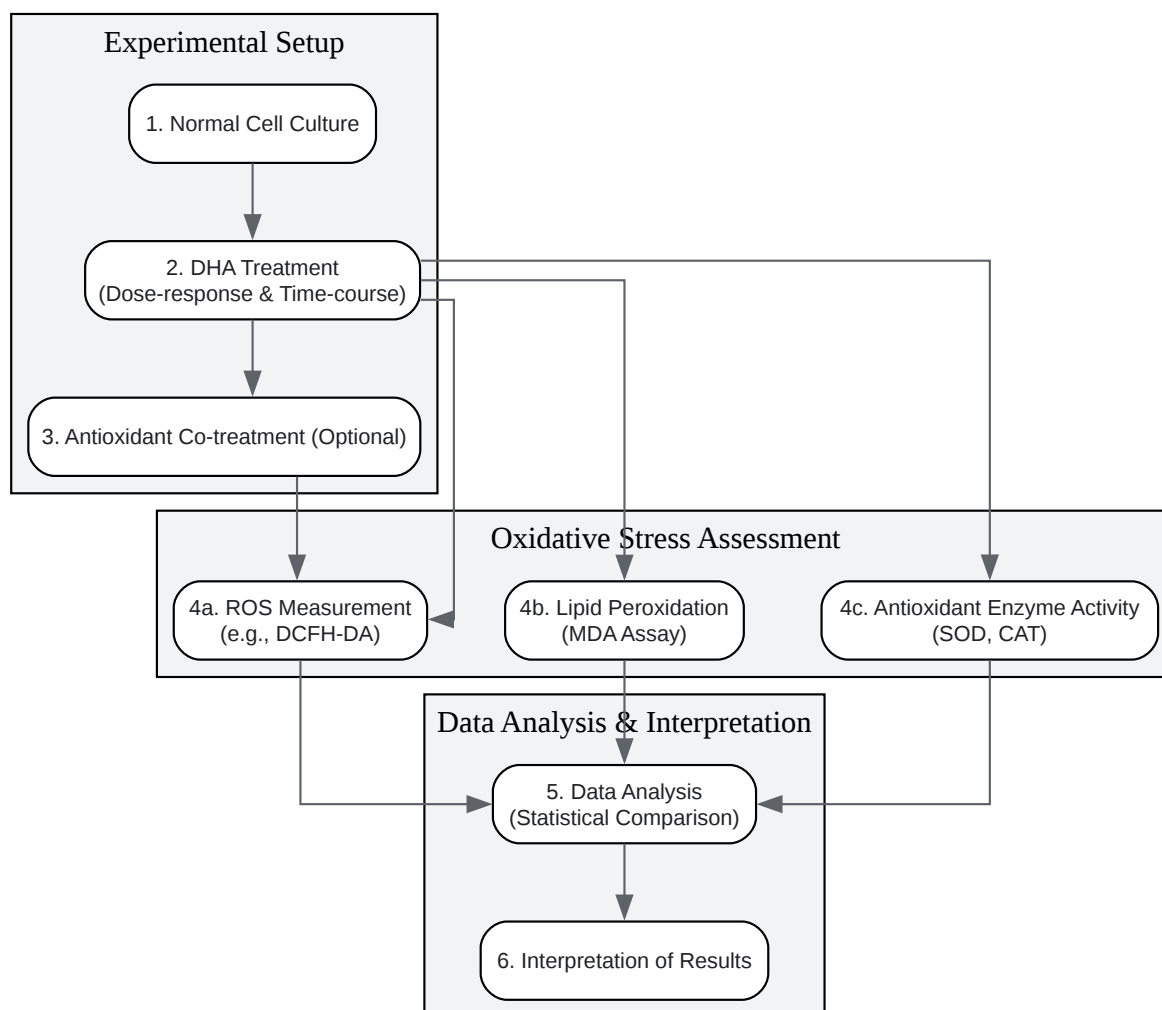 Experimental Setup
1. Normal Cell Culture
2. DHA Treatment
(Dose-response & Time-course)
3. Antioxidant Co-treatment (Optional)
Oxidative Stress Assessment
4a. ROS Measurement
(e.g., DCFH-DA)
4b. Lipid Peroxidation
(MDA Assay)
4c. Antioxidant Enzyme Activity
(SOD, CAT)
Data Analysis & Interpretation
5. Data Analysis
(Statistical Comparison)
6. Interpretation of Results